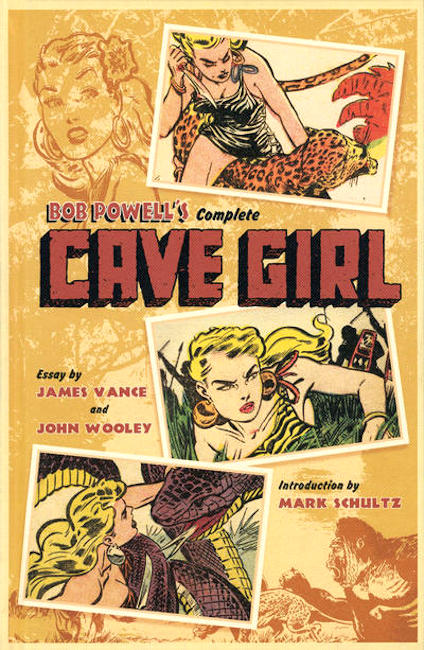 BOB POWELL'S Complete
CAVE GIRL
Essay by
JAMES VANCE
and
JOHN WOOLEY
Introduction by
MARK SCHULTZ